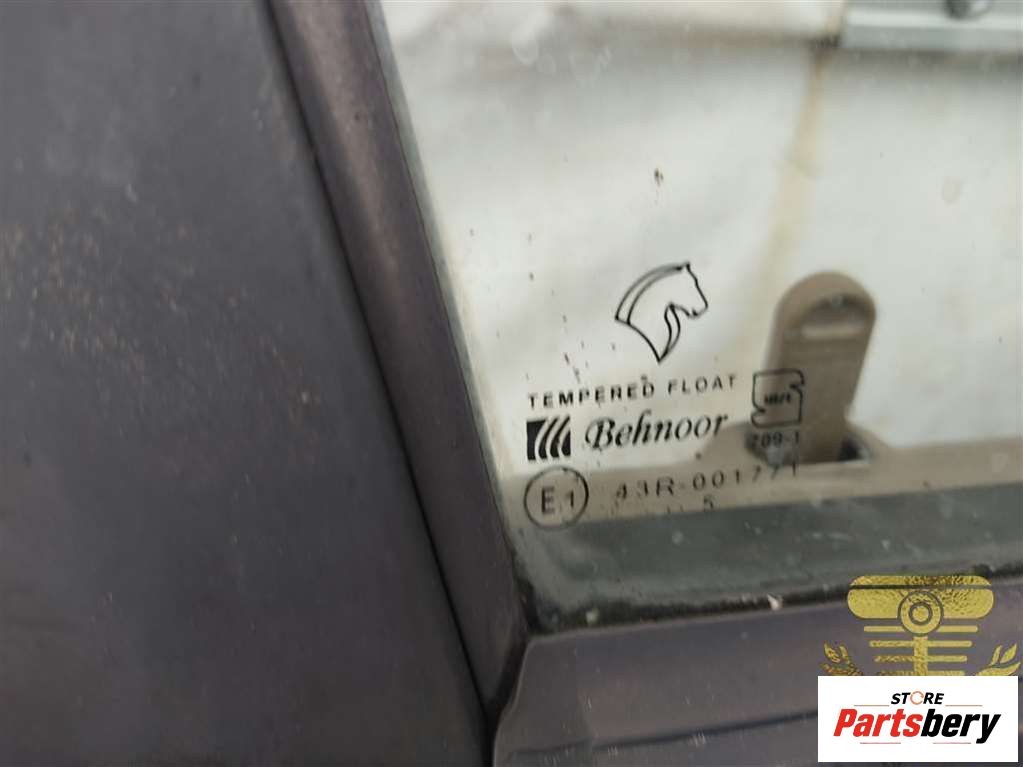 TEMPERED FLOAT
Behnoor
209-1
E1 43R-001771
5
STORE
Partsbery